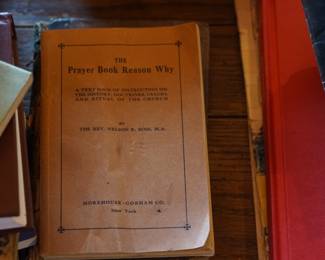 THE
Prayer Book Reason Why
A TEXT BOOK OF INSTRUCTIONS ON
THE HISTORY, DOCTRINES, USAGES,
AND RITUAL OF THE CHURCH
BY
THE REV. NELSON R. BOSS, M.A.
MOREHOUSE-GORHAM CO.
New York